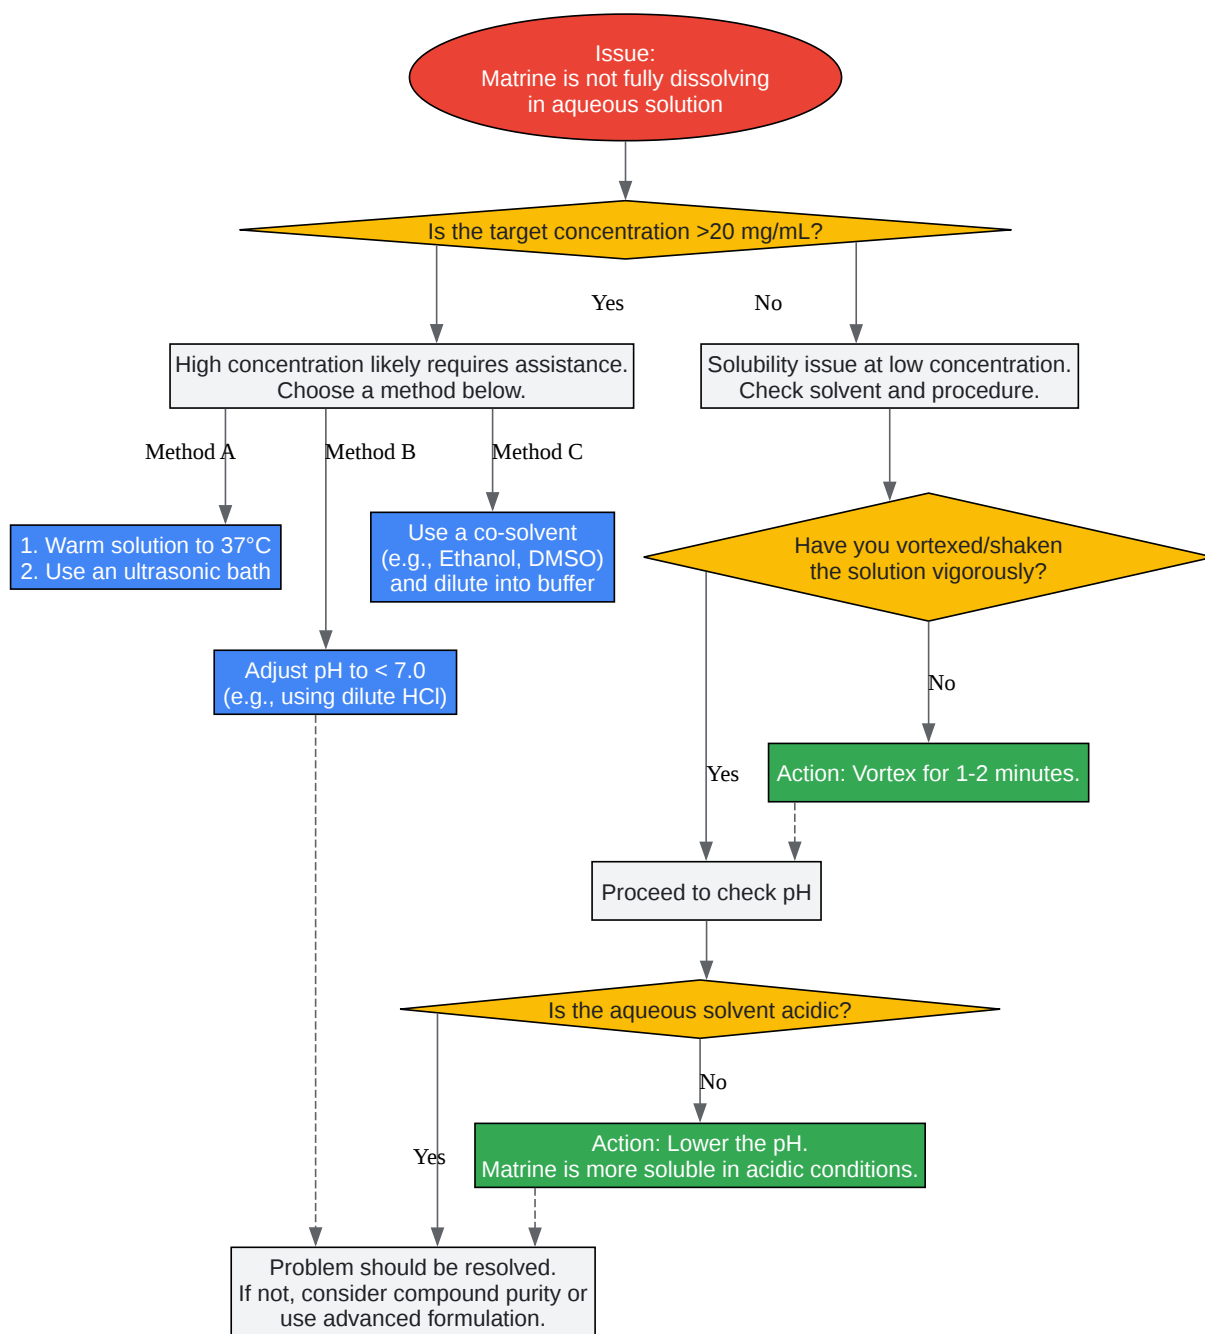 Issue:
Matrine is not fully dissolving
in aqueous solution
Is the target concentration >20 mg/mL?
Yes
No
High concentration likely requires assistance.
Choose a method below.
Solubility issue at low concentration.
Check solvent and procedure.
Method A
Method B
Method C
1. Warm solution to 37°C
2. Use an ultrasonic bath
Use a co-solvent
(e.g., Ethanol, DMSO)
and dilute into buffer
Have you vortexed/shaken
the solution vigorously?
Adjust pH to < 7.0
(e.g., using dilute HCl)
No
Yes
Action: Vortex for 1-2 minutes.
Proceed to check pH
Is the aqueous solvent acidic?
No
Yes
Action: Lower the pH.
Matrine is more soluble in acidic conditions.
Problem should be resolved.
If not, consider compound purity or
use advanced formulation.